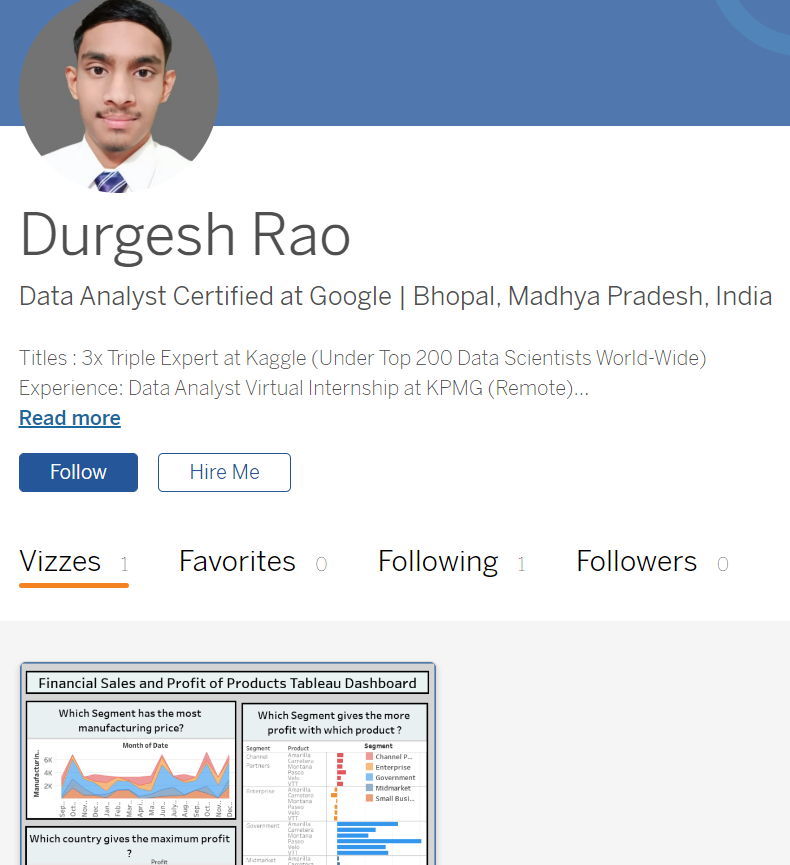 Durgesh Rao
Data Analyst Certified at Google | Bhopal, Madhya Pradesh, India
Titles : 3x Triple Expert at Kaggle (Under Top 200 Data Scientists World-Wide)
Experience: Data Analyst Virtual Internship at KPMG (Remote)...
Read more
Follow
Hire Me
Vizzes 1 Favorites 0 Following 1 Followers 0
Financial Sales and Profit of Products Tableau Dashboard
Which Segment has the most
manufacturing price?
Month of Date
Manufacturin..
6K
4K
2K
Sep.. Oct.. Nov.. Dec.. Jan.. Feb.. Mar.. Apr.. Ma.. Jun.. July.. Aug.. Sep.. Oct.. Nov.. Dec..
Which country gives the maximum profit
?
Profit
Which Segment gives the more
profit with which product ?
Segment Product
Segment
Channel P...
Enterprise
Government
Midmarket
Small Busi...
Channel Partners
Amarilla
Carretera
Montana
Paseo
Velo
VTT
Enterprise
Amarilla
Carretera
Montana
Paseo
Velo
VTT
Government
Amarilla
Carretera
Montana
Paseo
Velo
VTT
Midmarket
Amarilla